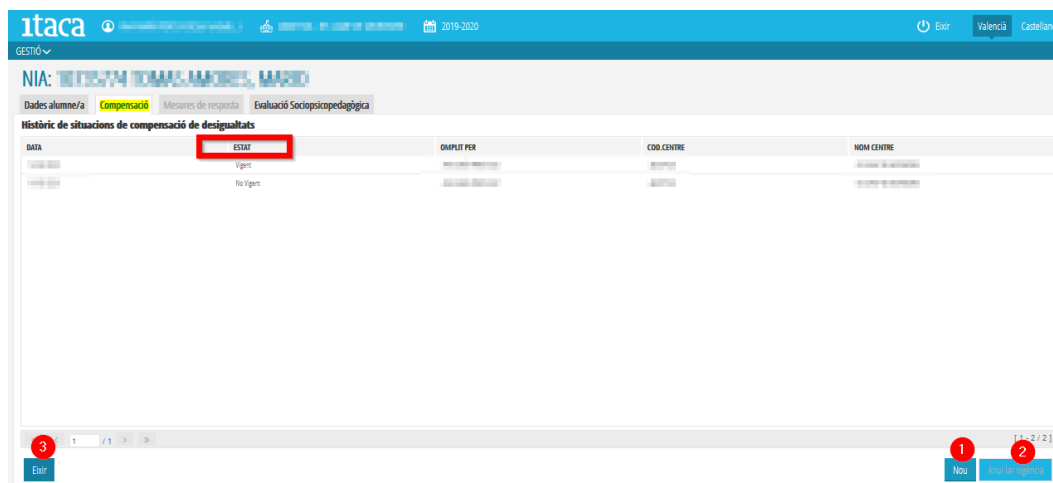 ıtaca 2019-2020 Eixir Valencià Castellan
GESTIÓ
NIA:
Dades alumne/a Compensació Mesures de resposta Evaluació Sociopsicopedagògica
Històric de situacions de compensació de desigualtats
DATA ESTAT OMPLIT PER COD.CENTRE NOM CENTRE
Vigent
No Vigent
1 / 1 [ 1 - 2 / 2 ]
3 1 2
Eixir Nou Anul·lar vigència